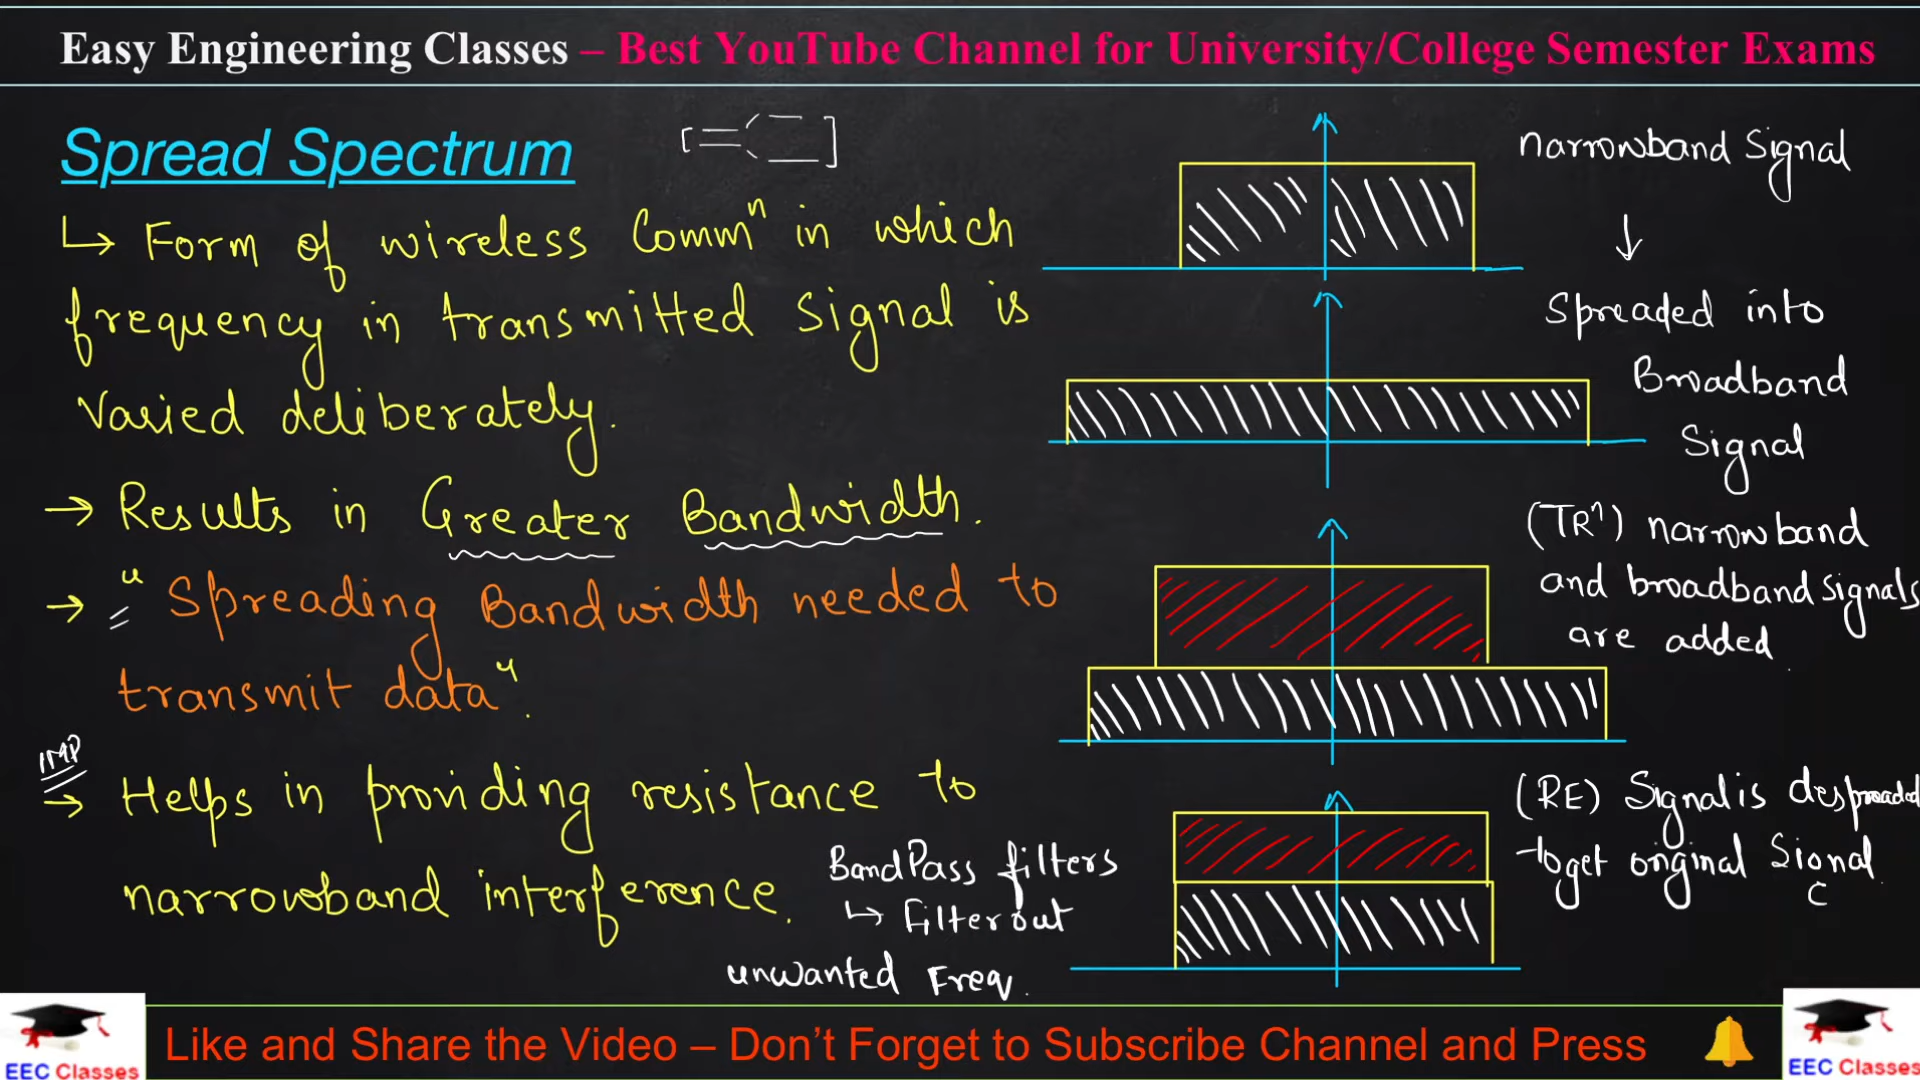 Easy Engineering Classes – Best YouTube Channel for University/College Semester Exams
Spread Spectrum
↳ Form of wireless Commⁿ in which
frequency in transmitted Signal is
Varied deliberately.
→ Results in Greater Bandwidth.
→ "Spreading Bandwidth needed to
transmit data".
IMP
→ Helps in providing resistance to
narrowband interference.
BandPass filters
↳ Filter out
unwanted Freq.
narrowband Signal
↓
Spreaded into
Broadband
Signal
(TRⁿ) narrowband
and broadband signals
are added
(RE) Signal is despreaded
to get original Signal
EEC Classes
Like and Share the Video – Don't Forget to Subscribe Channel and Press
EEC Classes